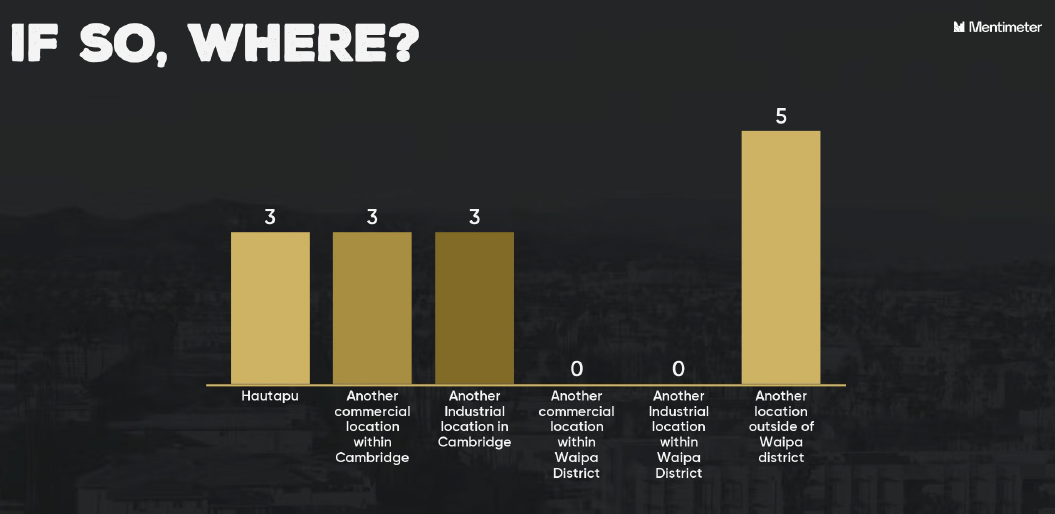 IF SO, WHERE?
Mentimeter
5
3
3
3
0
0
Hautapu
Another
commercial
location
within
Cambridge
Another
Industrial
location in
Cambridge
Another
commercial
location
within
Waipa
District
Another
Industrial
location
within
Waipa
District
Another
location
outside of
Waipa
district